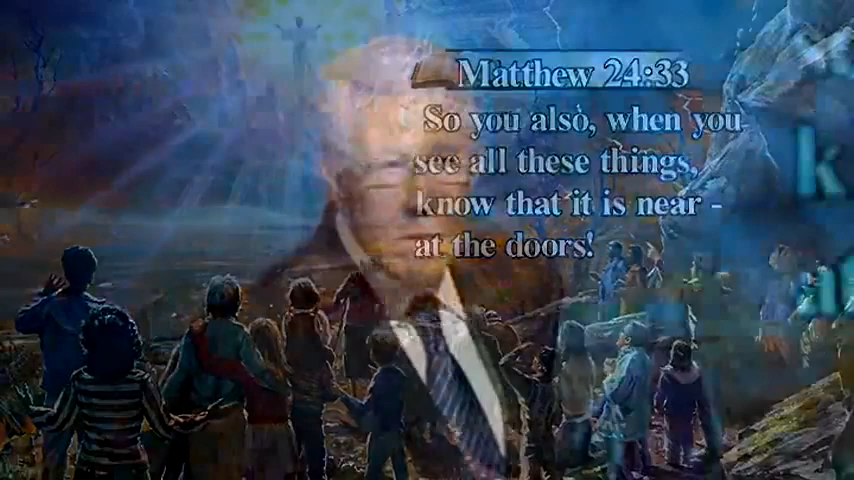 Matthew 24:33
So you also, when you
see all these things,
know that it is near -
at the doors!
k